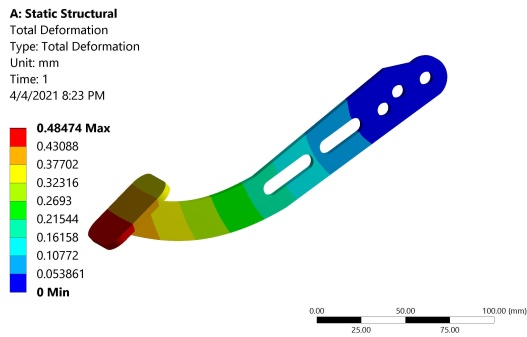 A: Static Structural
Total Deformation
Type: Total Deformation
Unit: mm
Time: 1
4/4/2021 8:23 PM
0.48474 Max
0.43088
0.37702
0.32316
0.2693
0.21544
0.16158
0.10772
0.053861
0 Min
0.00 50.00 100.00 (mm)
25.00 75.00